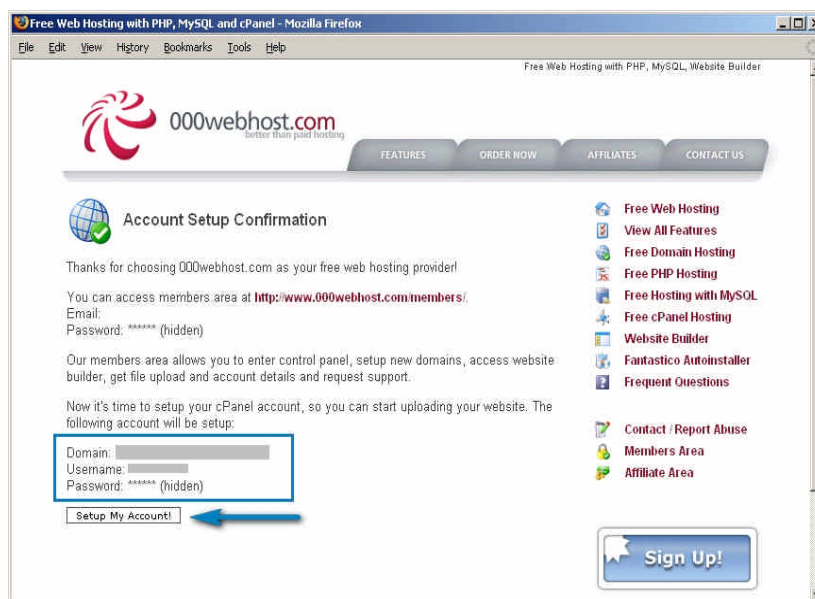 Free Web Hosting with PHP, MySQL and cPanel - Mozilla Firefox
File Edit View History Bookmarks Tools Help
Free Web Hosting with PHP, MySQL, Website Builder
000webhost.com
better than paid hosting
FEATURES ORDER NOW AFFILIATES CONTACT US
Account Setup Confirmation
Thanks for choosing 000webhost.com as your free web hosting provider!
You can access members area at http://www.000webhost.com/members/.
Email:
Password: ****** (hidden)
Our members area allows you to enter control panel, setup new domains, access website
builder, get file upload and account details and request support.
Now it's time to setup your cPanel account, so you can start uploading your website. The
following account will be setup:
Domain:
Username:
Password: ****** (hidden)
Setup My Account!
Free Web Hosting
View All Features
Free Domain Hosting
Free PHP Hosting
Free Hosting with MySQL
Free cPanel Hosting
Website Builder
Fantastico Autoinstaller
Frequent Questions
Contact / Report Abuse
Members Area
Affiliate Area
Sign Up!